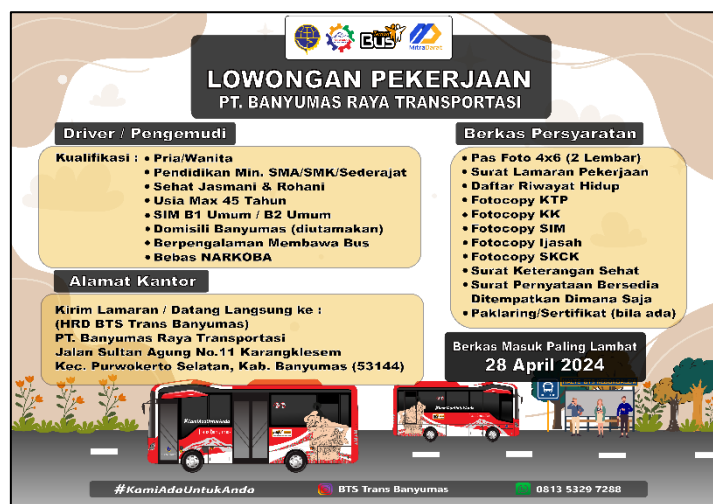 Bus
MitraDarat
LOWONGAN PEKERJAAN
PT. BANYUMAS RAYA TRANSPORTASI
Driver / Pengemudi
Kualifikasi : • Pria/Wanita
• Pendidikan Min. SMA/SMK/Sederajat
• Sehat Jasmani & Rohani
• Usia Max 45 Tahun
• SIM B1 Umum / B2 Umum
• Domisili Banyumas (diutamakan)
• Berpengalaman Membawa Bus
• Bebas NARKOBA
Alamat Kantor
Kirim Lamaran / Datang Langsung ke :
(HRD BTS Trans Banyumas)
PT. Banyumas Raya Transportasi
Jalan Sultan Agung No.11 Karangklesem
Kec. Purwokerto Selatan, Kab. Banyumas (53144)
Berkas Persyaratan
• Pas Foto 4x6 (2 Lembar)
• Surat Lamaran Pekerjaan
• Daftar Riwayat Hidup
• Fotocopy KTP
• Fotocopy KK
• Fotocopy SIM
• Fotocopy Ijasah
• Fotocopy SKCK
• Surat Keterangan Sehat
• Surat Pernyataan Bersedia
Ditempatkan Dimana Saja
• Paklaring/Sertifikat (bila ada)
Berkas Masuk Paling Lambat
28 April 2024
#KamiAdaUntukAnda
BTS Trans Banyumas
0813 5329 7288